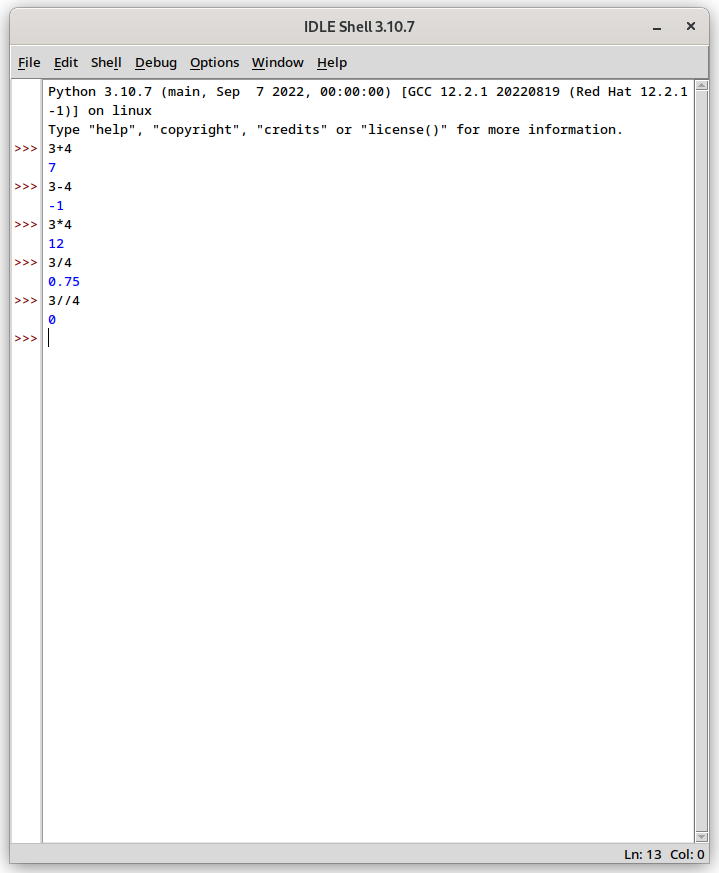 IDLE Shell 3.10.7
File Edit Shell Debug Options Window Help
Python 3.10.7 (main, Sep  7 2022, 00:00:00) [GCC 12.2.1 20220819 (Red Hat 12.2.1
-1)] on linux
Type "help", "copyright", "credits" or "license()" for more information.
>>> 3+4
7
>>> 3-4
-1
>>> 3*4
12
>>> 3/4
0.75
>>> 3//4
0
>>>
Ln: 13 Col: 0